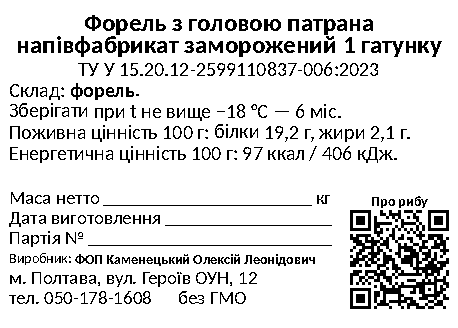 Форель з головою патрана
напівфабрикат заморожений 1 гатунку
ТУ У 15.20.12-2599110837-006:2023
Склад: форель.
Зберігати при t не вище −18 °С — 6 міс.
Поживна цінність 100 г: білки 19,2 г, жири 2,1 г.
Енергетична цінність 100 г: 97 ккал / 406 кДж.
Маса нетто ______________________ кг
Про рибу
Дата виготовлення __________________
Партія № ___________________________
Виробник: ФОП Каменецький Олексій Леонідович
м. Полтава, вул. Героїв ОУН, 12
тел. 050-178-1608 без ГМО